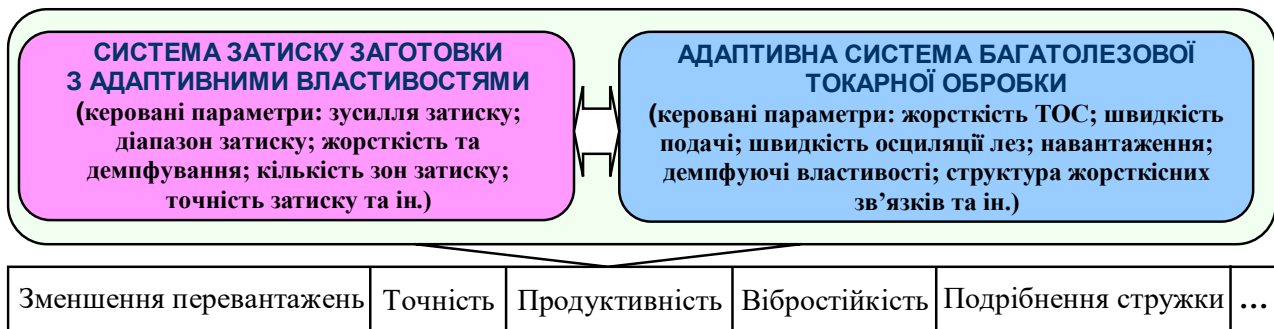 СИСТЕМА ЗАТИСКУ ЗАГОТОВКИ
З АДАПТИВНИМИ ВЛАСТИВОСТЯМИ
(керовані параметри: зусилля затиску;
діапазон затиску; жорсткість та
демпфування; кількість зон затиску;
точність затиску та ін.)
АДАПТИВНА СИСТЕМА БАГАТОЛЕЗОВОЇ
ТОКАРНОЇ ОБРОБКИ
(керовані параметри: жорсткість ТОС; швидкість
подачі; швидкість осциляції лез; навантаження;
демпфуючі властивості; структура жорсткісних
зв’язків та ін.)
Зменшення перевантажень Точність Продуктивність Вібростійкість Подрібнення стружки ...